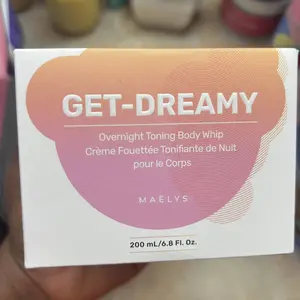 GET-DREAMY
Overnight Toning Body Whip
Crème Fouettée Tonifiante de Nuit
pour le Corps
MAËLYS
200 mL/6.8 Fl. Oz.